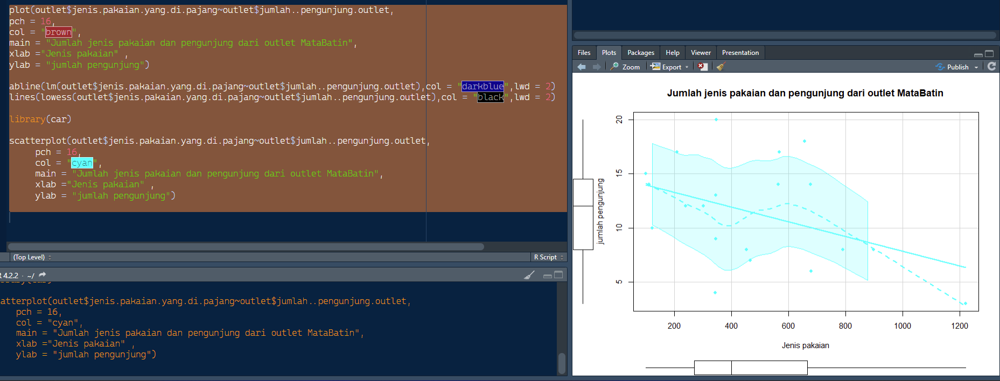 plot(outlet$jenis.pakaian.yang.di.pajang~outlet$jumlah..pengunjung.outlet,
pch = 16,
col = "brown",
main = "Jumlah jenis pakaian dan pengunjung dari outlet MataBatin",
xlab ="Jenis pakaian" ,
ylab = "jumlah pengunjung")
abline(lm(outlet$jenis.pakaian.yang.di.pajang~outlet$jumlah..pengunjung.outlet),col = "darkblue",lwd = 2)
lines(lowess(outlet$jenis.pakaian.yang.di.pajang~outlet$jumlah..pengunjung.outlet),col = "black",lwd = 2)
library(car)
scatterplot(outlet$jenis.pakaian.yang.di.pajang~outlet$jumlah..pengunjung.outlet,
pch = 16,
col = "cyan",
main = "Jumlah jenis pakaian dan pengunjung dari outlet MataBatin",
xlab ="Jenis pakaian" ,
ylab = "jumlah pengunjung")
(Top Level)
R Script
R 4.2.2 · ~/
atterplot(outlet$jenis.pakaian.yang.di.pajang~outlet$jumlah..pengunjung.outlet,
pch = 16,
col = "cyan",
main = "Jumlah jenis pakaian dan pengunjung dari outlet MataBatin",
xlab ="Jenis pakaian" ,
ylab = "jumlah pengunjung")
Files Plots Packages Help Viewer Presentation
Zoom Export Publish
Jumlah jenis pakaian dan pengunjung dari outlet MataBatin
20
15
10
5
jumlah pengunjung
200 400 600 800 1000 1200
Jenis pakaian